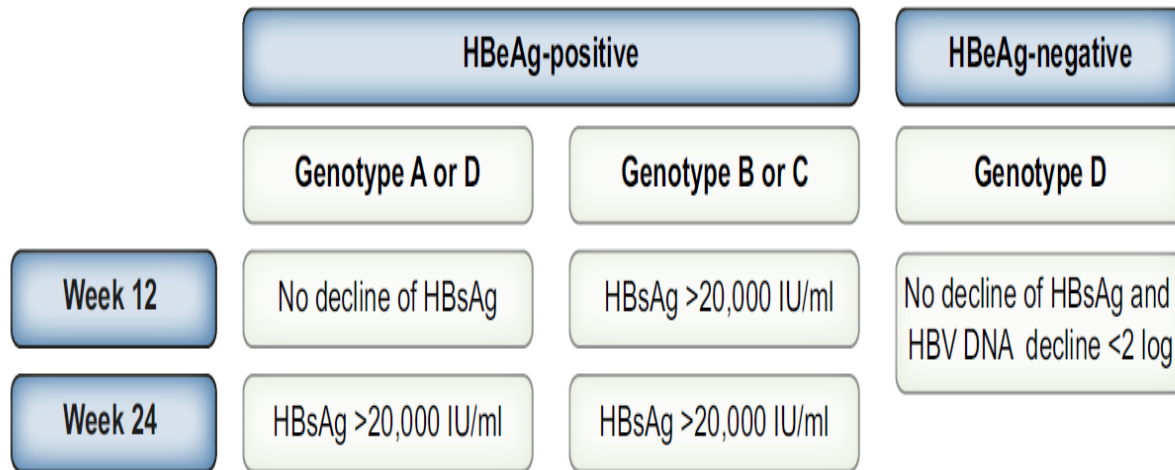 HBeAg-positive
HBeAg-negative
Genotype A or D
Genotype B or C
Genotype D
Week 12
No decline of HBsAg
HBsAg >20,000 IU/ml
No decline of HBsAg and
HBV DNA decline <2 log
Week 24
HBsAg >20,000 IU/ml
HBsAg >20,000 IU/ml